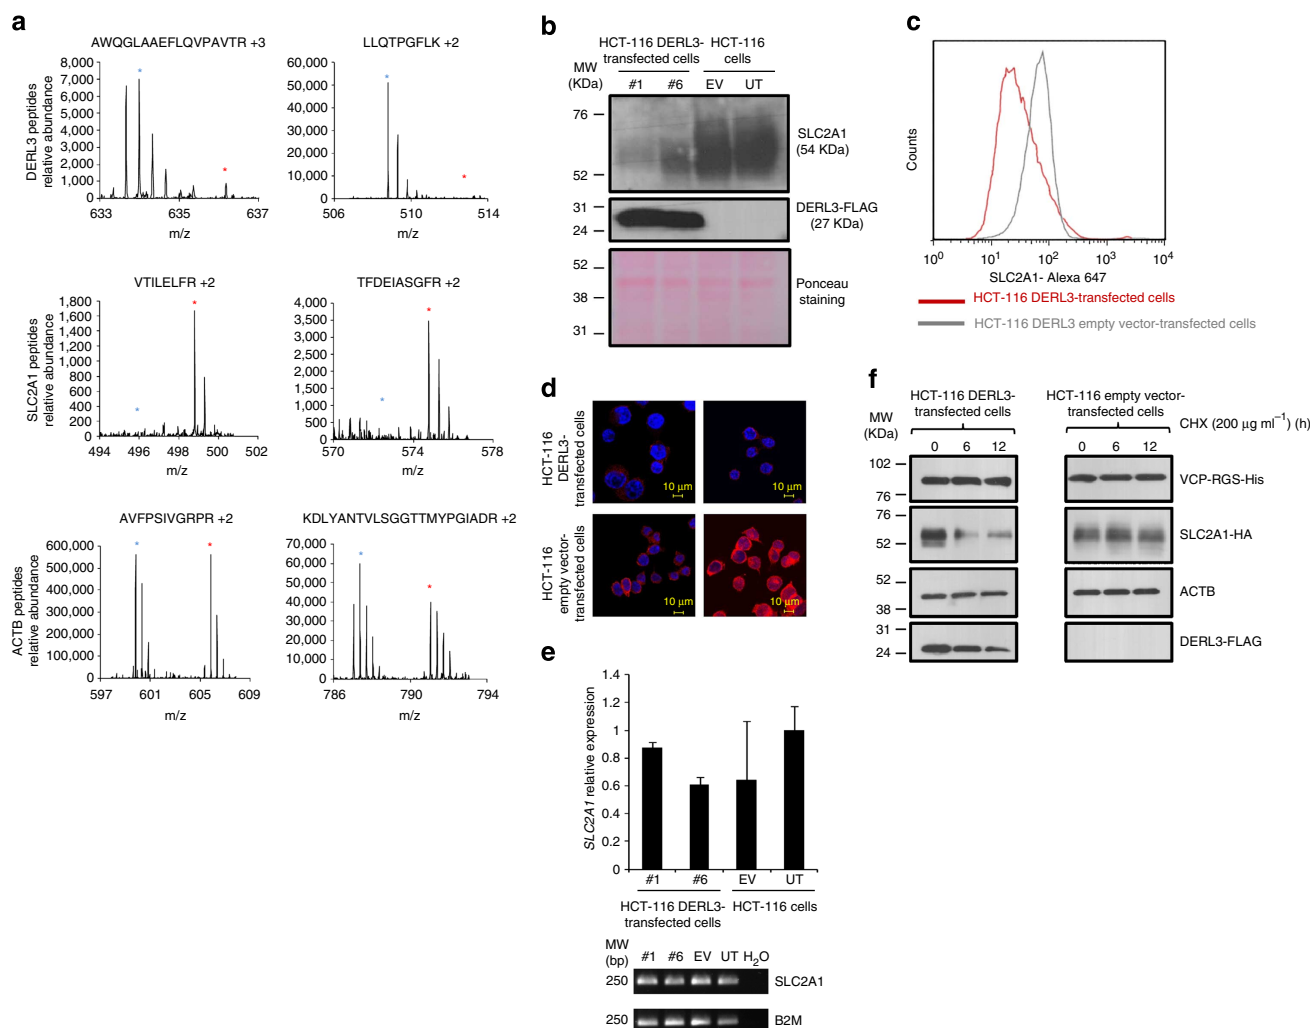 a
AWQGLAAEFLQVPAVTR +3
DERL3 peptides
relative abundance
8,000
7,000
6,000
5,000
4,000
3,000
2,000
1,000
0
633
635
637
m/z
LLQTPGFLK +2
60,000
50,000
40,000
30,000
20,000
10,000
0
506
510
514
m/z
VTILELFR +2
SLC2A1 peptides
relative abundance
1,800
1,600
1,400
1,200
1,000
800
600
400
200
0
494
496
498
500
502
m/z
TFDEIASGFR +2
4,000
3,500
3,000
2,500
2,000
1,500
1,000
500
0
570
574
578
m/z
AVFPSIVGRPR +2
ACTB peptides
relative abundance
600,000
500,000
400,000
300,000
200,000
100,000
0
597
601
605
609
m/z
KDLYANTVLSGGTTMYPGIADR +2
70,000
60,000
50,000
40,000
30,000
20,000
10,000
0
786
790
794
m/z
b
HCT-116 DERL3-
transfected cells
HCT-116
cells
MW
(KDa)
#1
#6
EV
UT
76
52
SLC2A1
(54 KDa)
31
24
DERL3-FLAG
(27 KDa)
52
38
31
Ponceau
staining
c
Counts
10⁰
10¹
10²
10³
10⁴
SLC2A1- Alexa 647
HCT-116 DERL3-transfected cells
HCT-116 DERL3 empty vector-transfected cells
d
HCT-116
DERL3-
transfected cells
10 μm
10 μm
HCT-116
empty vector-
transfected cells
10 μm
10 μm
e
SLC2A1 relative expression
1.4
1.2
1
0.8
0.6
0.4
0.2
0
#1
#6
EV
UT
HCT-116 DERL3-
transfected cells
HCT-116 cells
MW
(bp)
#1
#6
EV
UT
H₂O
250
SLC2A1
250
B2M
f
HCT-116 DERL3-
transfected cells
HCT-116 empty vector-
transfected cells
MW
(KDa)
0
6
12
0
6
12
CHX (200 μg ml⁻¹) (h)
102
76
VCP-RGS-His
76
52
SLC2A1-HA
52
38
ACTB
31
24
DERL3-FLAG